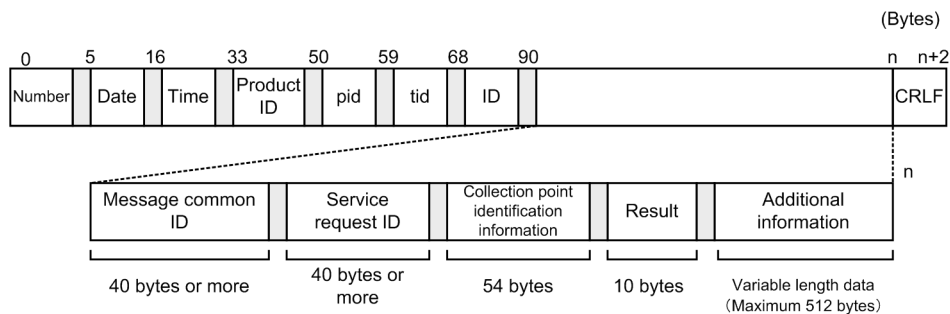 (Bytes)
0 5 16 33 50 59 68 90 n n+2
Number Date Time Product ID pid tid ID CRLF
n
Message common ID
Service request ID
Collection point identification information
Result
Additional information
40 bytes or more
40 bytes or more
54 bytes
10 bytes
Variable length data
(Maximum 512 bytes)